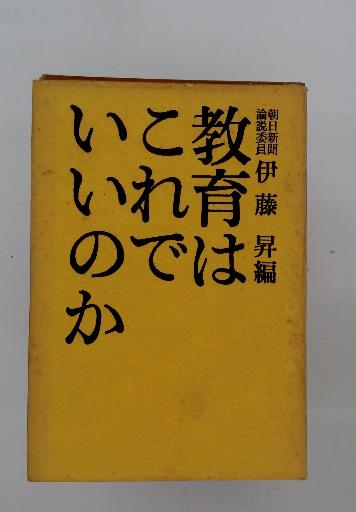 朝日新聞
論説委員
伊藤昇編
教育は
これで
いいのか